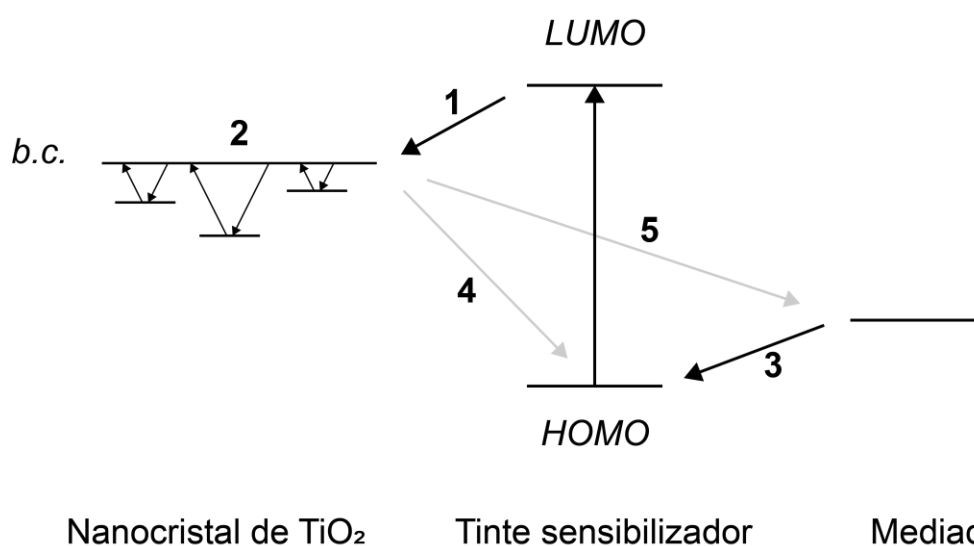 LUMO
1
b.c.
2
5
4
3
HOMO
Nanocristal de TiO₂
Tinte sensibilizador